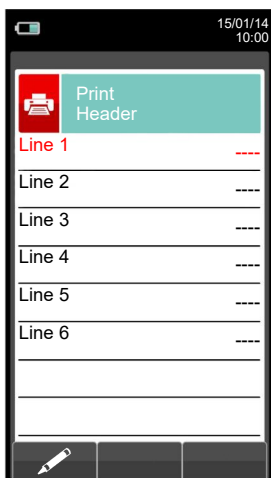 15/01/14
10:00
Print
Header
Line 1 ----
Line 2 ----
Line 3 ----
Line 4 ----
Line 5 ----
Line 6 ----